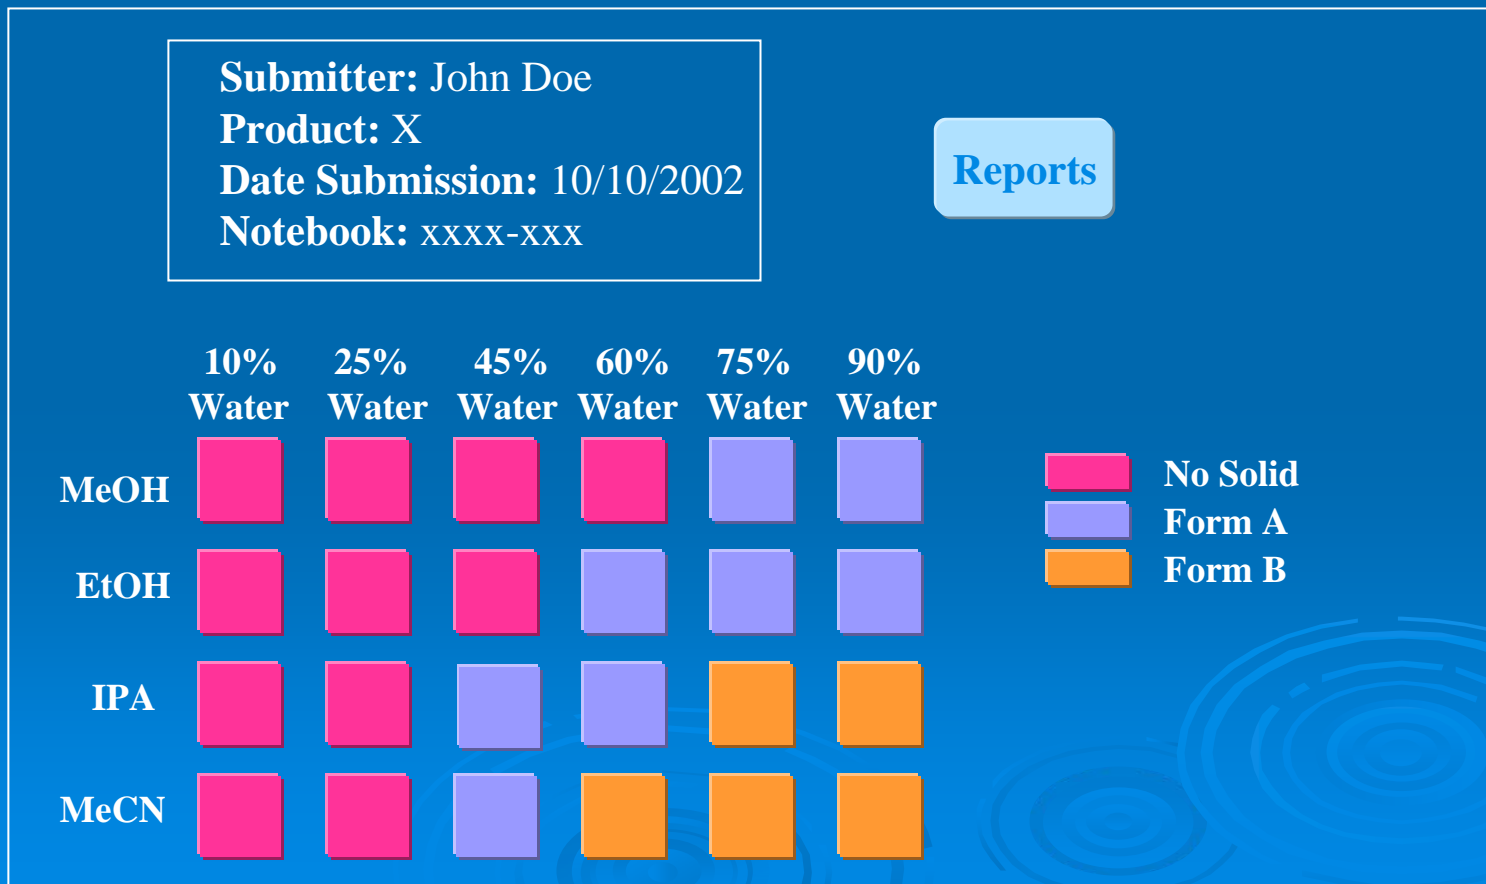 Submitter: John Doe
Product: X
Date Submission: 10/10/2002
Notebook: xxxx-xxx
Reports
10% 25% 45% 60% 75% 90%
Water Water Water Water Water Water
MeOH
EtOH
IPA
MeCN
No Solid
Form A
Form B